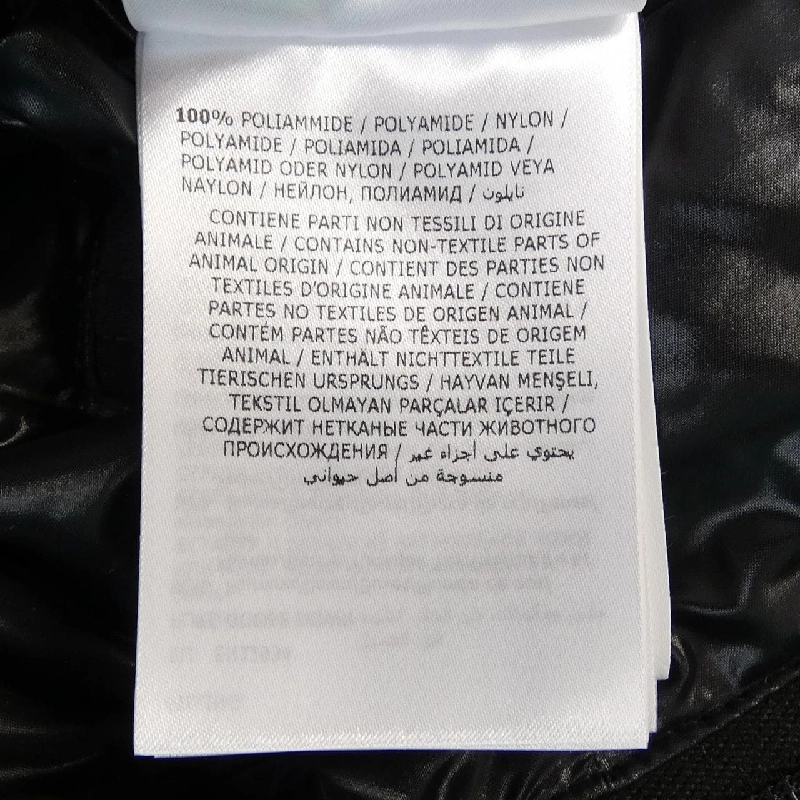 100% POLIAMMIDE / POLYAMIDE / NYLON /
POLYAMIDE / POLIAMIDA / POLIAMIDA /
POLYAMID ODER NYLON / POLYAMID VEYA
NAYLON / НЕЙЛОН, ПОЛИАМИД / نايلون
CONTIENE PARTI NON TESSILI DI ORIGINE
ANIMALE / CONTAINS NON-TEXTILE PARTS OF
ANIMAL ORIGIN / CONTIENT DES PARTIES NON
TEXTILES D'ORIGINE ANIMALE / CONTIENE
PARTES NO TEXTILES DE ORIGEN ANIMAL /
CONTÉM PARTES NÃO TÊXTEIS DE ORIGEM
ANIMAL / ENTHÄLT NICHTTEXTILE TEILE
TIERISCHEN URSPRUNGS / HAYVAN MENŞELİ,
TEKSTIL OLMAYAN PARÇALAR IÇERIR /
СОДЕРЖИТ НЕТКАНЫЕ ЧАСТИ ЖИВОТНОГО
ПРОИСХОЖДЕНИЯ / يحتوي على أجزاء غير
منسوجة من أصل حيواني